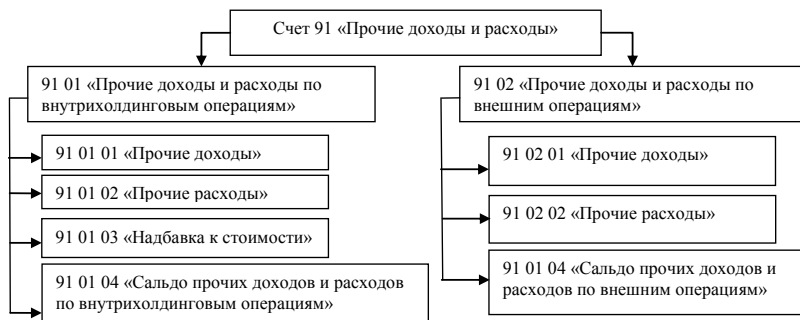 Счет 91 «Прочие доходы и расходы»
91 01 «Прочие доходы и расходы по
внутрихолдинговым операциям»
91 01 01 «Прочие доходы»
91 01 02 «Прочие расходы»
91 01 03 «Надбавка к стоимости»
91 01 04 «Сальдо прочих доходов и расходов
по внутрихолдинговым операциям»
91 02 «Прочие доходы и расходы по
внешним операциям»
91 02 01 «Прочие доходы»
91 02 02 «Прочие расходы»
91 01 04 «Сальдо прочих доходов и
расходов по внешним операциям»